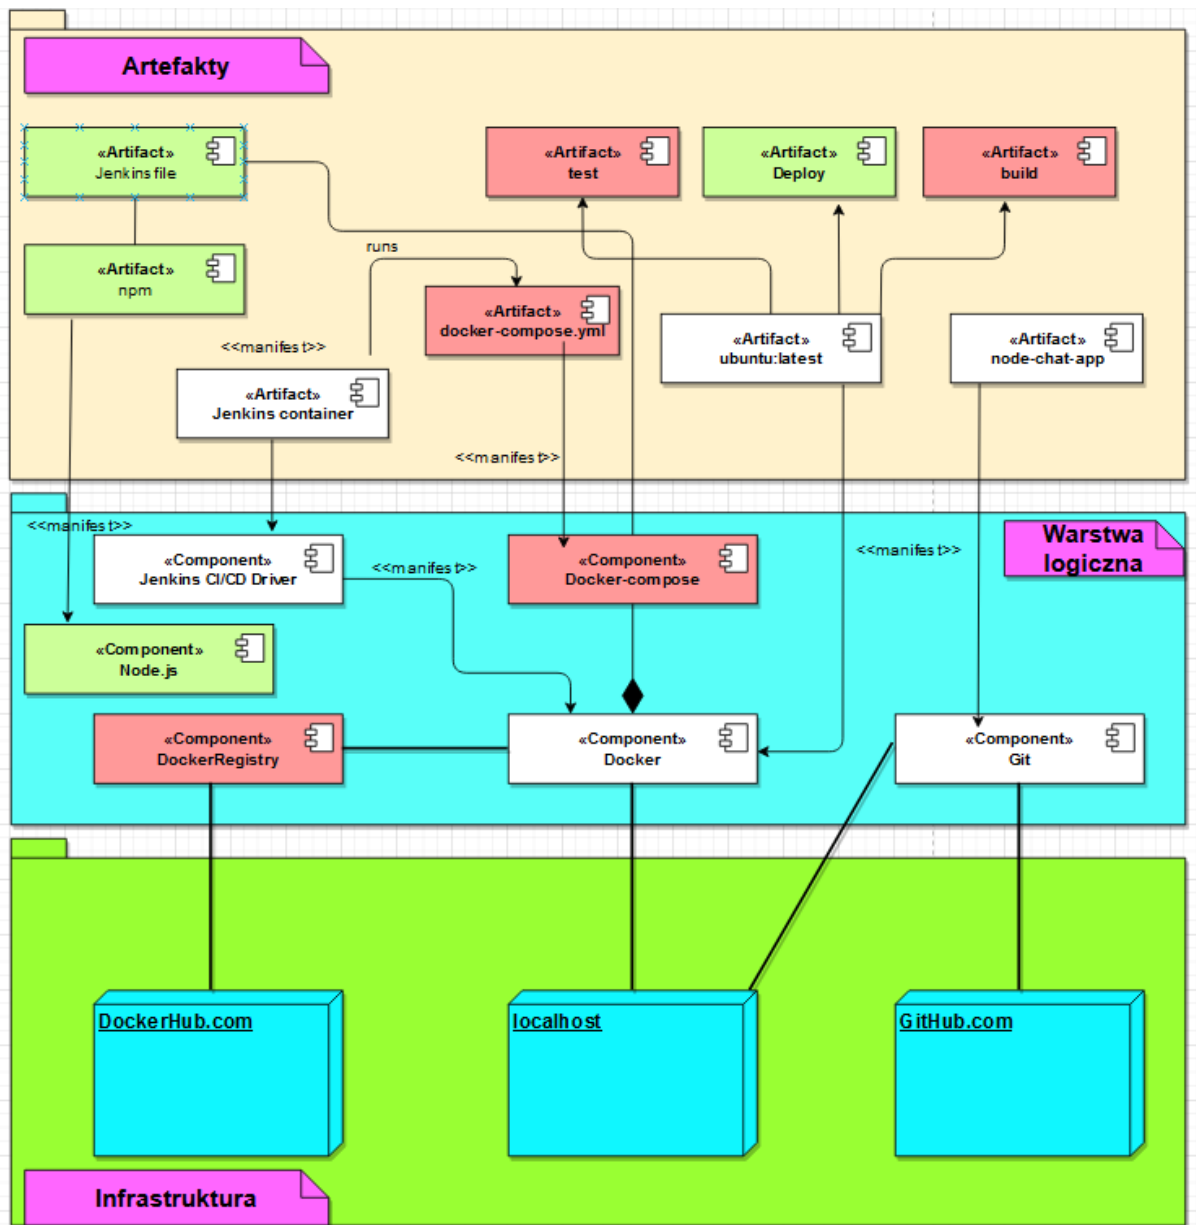 Artefakty
«Artifact»
Jenkins file
«Artifact»
test
«Artifact»
Deploy
«Artifact»
build
runs
«Artifact»
npm
«Artifact»
docker-compose.yml
«Artifact»
ubuntu:latest
«Artifact»
node-chat-app
<<manifest>>
«Artifact»
Jenkins container
<<manifest>>
<<manifest>>
Warstwa
logiczna
«Component»
Jenkins CI/CD Driver
<<manifest>>
«Component»
Docker-compose
<<manifest>>
«Component»
Node.js
«Component»
DockerRegistry
«Component»
Docker
«Component»
Git
DockerHub.com
localhost
GitHub.com
Infrastruktura